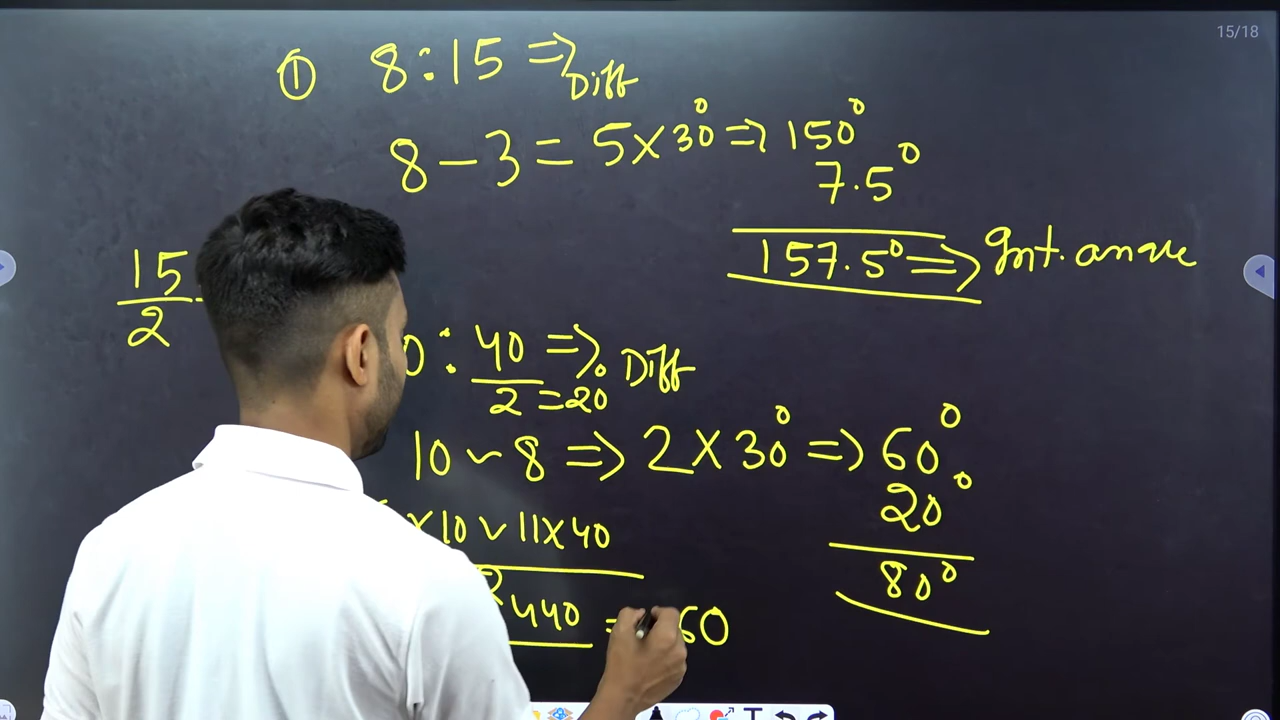 15/18
① 8:15 ⇒ Diff
8 − 3 = 5 × 30° ⇒ 150°
7.5°
157.5° ⇒ Int. angle
15
2
0 : 40 ⇒ Diff
2 = 20
10 ~ 8 ⇒ 2 × 30° ⇒ 60°
20°
80°
×10 ~ 11×40
2
440 = 60